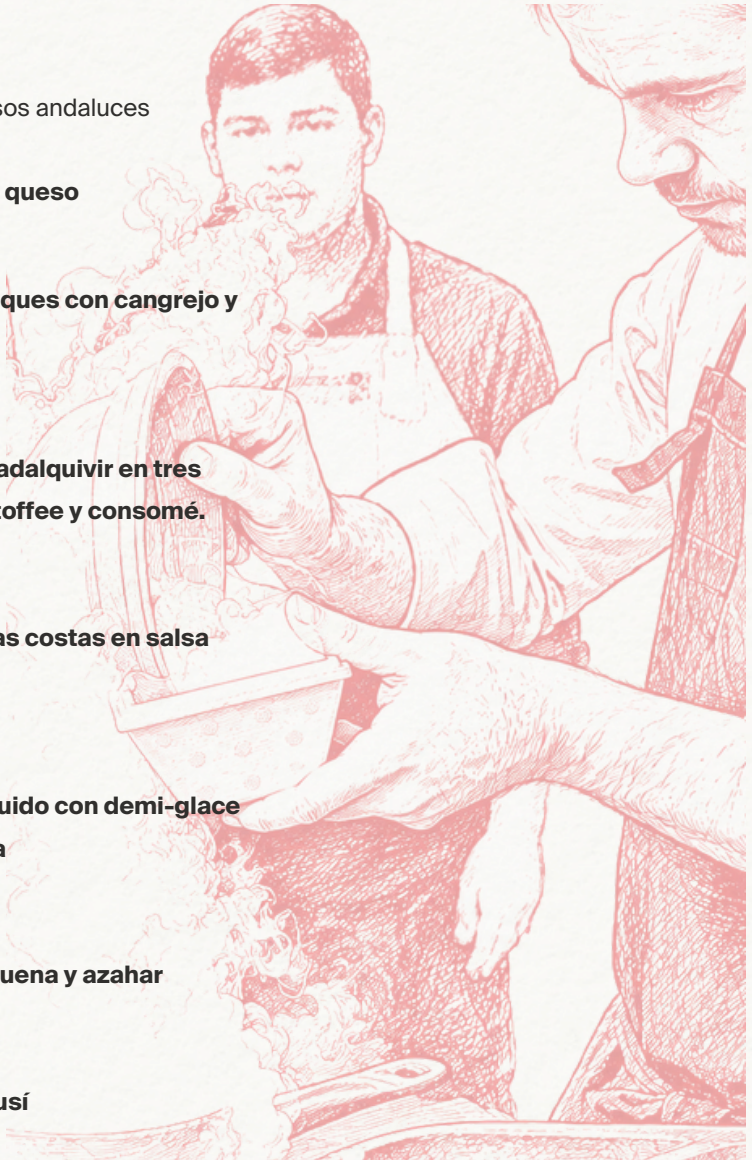 sos andaluces
queso
ques con cangrejo y
adalquivir en tres
toffee y consomé.
as costas en salsa
uido con demi-glace
a
uena y azahar
usí